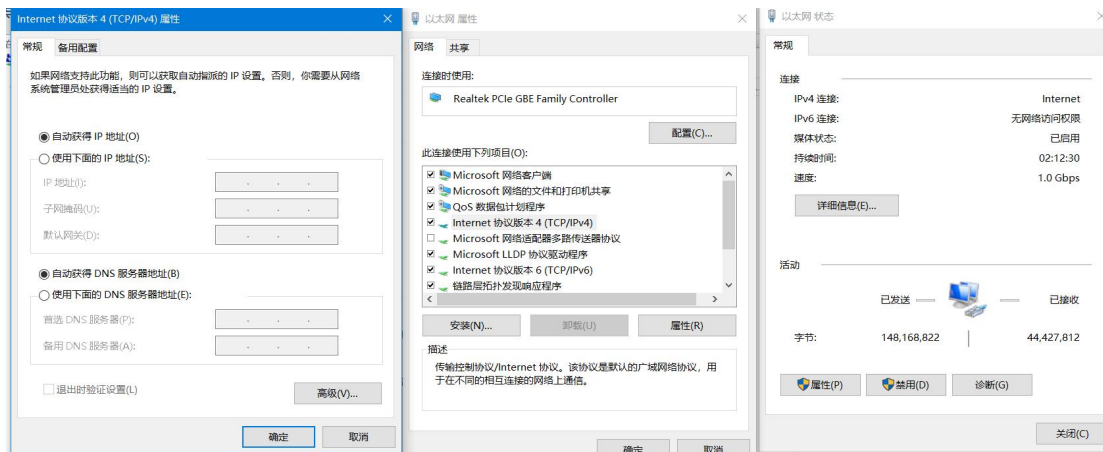 Internet 协议版本 4 (TCP/IPv4) 属性
常规
备用配置
如果网络支持此功能，则可以获取自动指派的 IP 设置。否则，你需要从网络
系统管理员处获得适当的 IP 设置。
自动获得 IP 地址(O)
使用下面的 IP 地址(S):
IP 地址(I):
子网掩码(U):
默认网关(D):
自动获得 DNS 服务器地址(B)
使用下面的 DNS 服务器地址(E):
首选 DNS 服务器(P):
备用 DNS 服务器(A):
退出时验证设置(L)
高级(V)...
确定
取消
以太网 属性
网络
共享
连接时使用:
Realtek PCIe GBE Family Controller
配置(C)...
此连接使用下列项目(O):
Microsoft 网络客户端
Microsoft 网络的文件和打印机共享
QoS 数据包计划程序
Internet 协议版本 4 (TCP/IPv4)
Microsoft 网络适配器多路传送器协议
Microsoft LLDP 协议驱动程序
Internet 协议版本 6 (TCP/IPv6)
链路层拓扑发现响应程序
安装(N)...
卸载(U)
属性(R)
描述
传输控制协议/Internet 协议。该协议是默认的广域网络协议，用
于在不同的相互连接的网络上通信。
确定
取消
以太网 状态
常规
连接
IPv4 连接: Internet
IPv6 连接: 无网络访问权限
媒体状态: 已启用
持续时间: 02:12:30
速度: 1.0 Gbps
详细信息(E)...
活动
已发送 — — 已接收
字节: 148,168,822 | 44,427,812
属性(P)
禁用(D)
诊断(G)
关闭(C)